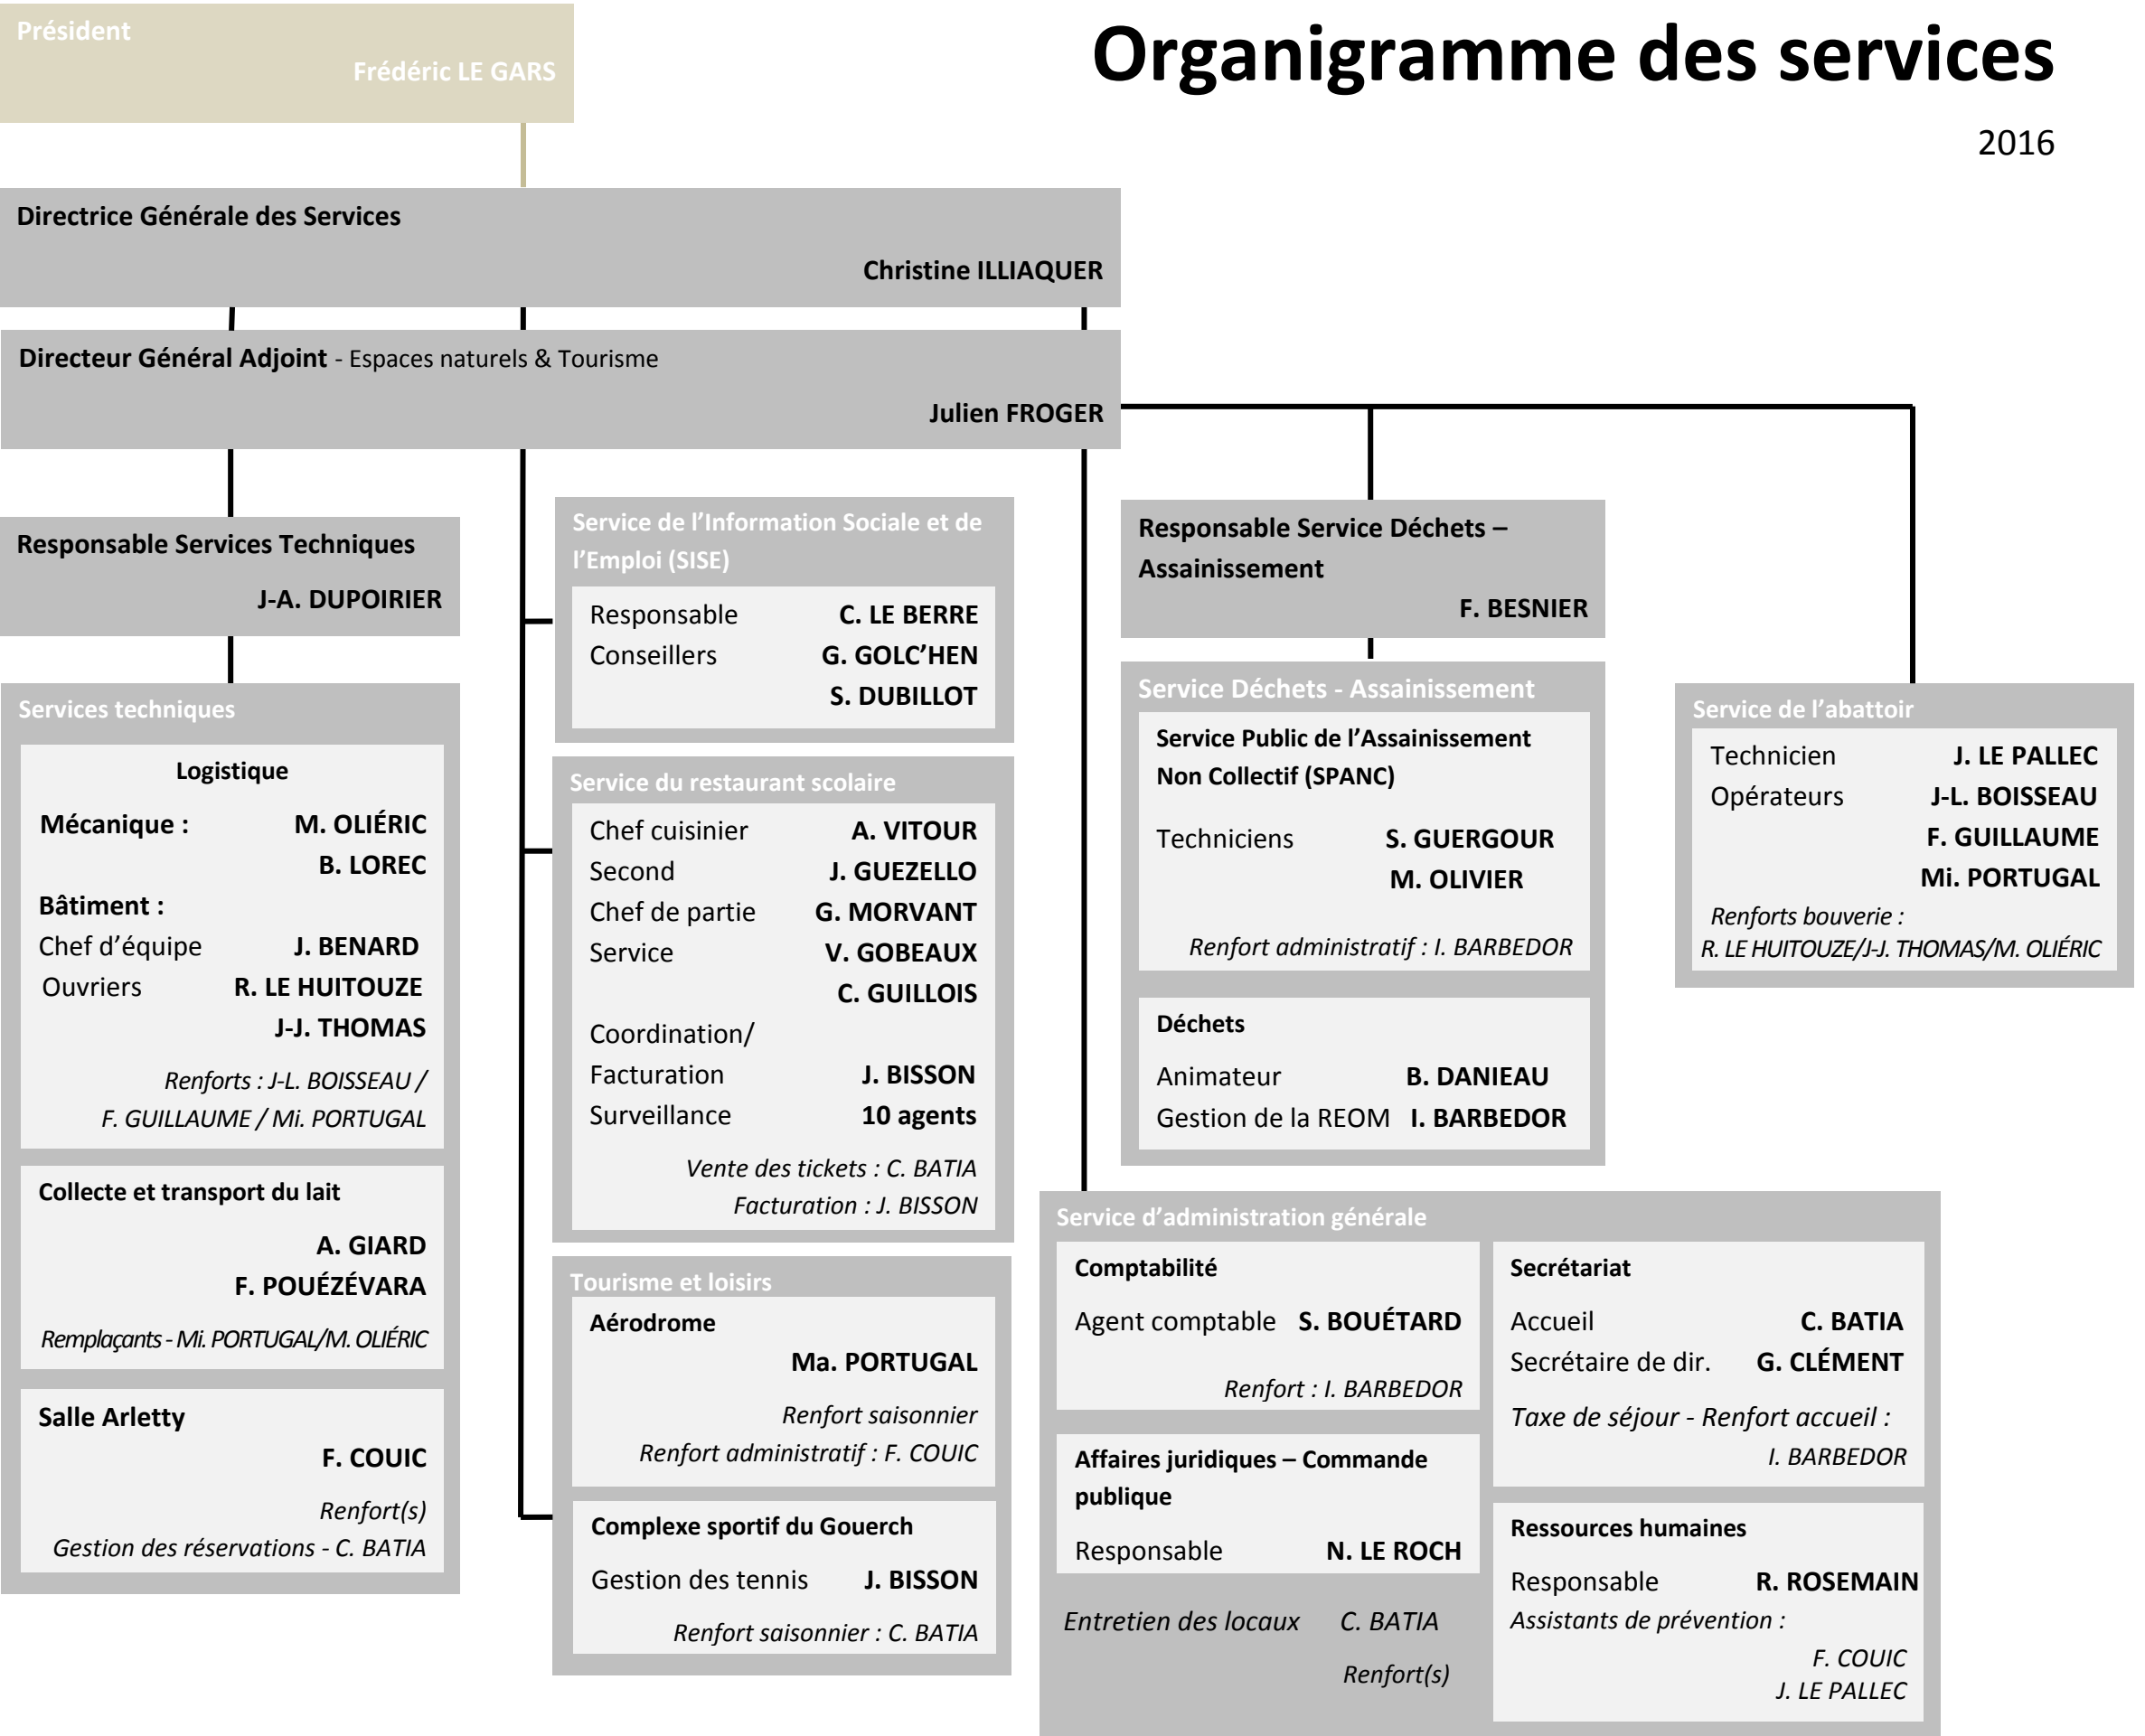 Président
Frédéric LE GARS
Organigramme des services
2016
Directrice Générale des Services
Christine ILLIAQUER
Directeur Général Adjoint - Espaces naturels & Tourisme
Julien FROGER
Responsable Services Techniques
J-A. DUPOIRIER
Services techniques
Logistique
Mécanique : M. OLIÉRIC
B. LOREC
Bâtiment :
Chef d’équipe J. BENARD
Ouvriers R. LE HUITOUZE
J-J. THOMAS
Renforts : J-L. BOISSEAU /
F. GUILLAUME / Mi. PORTUGAL
Collecte et transport du lait
A. GIARD
F. POUÉZÉVARA
Remplaçants - Mi. PORTUGAL/M. OLIÉRIC
Salle Arletty
F. COUIC
Renfort(s)
Gestion des réservations - C. BATIA
Service de l’Information Sociale et de
l’Emploi (SISE)
Responsable C. LE BERRE
Conseillers G. GOLC’HEN
S. DUBILLOT
Service du restaurant scolaire
Chef cuisinier A. VITOUR
Second J. GUEZELLO
Chef de partie G. MORVANT
Service V. GOBEAUX
C. GUILLOIS
Coordination/
Facturation J. BISSON
Surveillance 10 agents
Vente des tickets : C. BATIA
Facturation : J. BISSON
Tourisme et loisirs
Aérodrome
Ma. PORTUGAL
Renfort saisonnier
Renfort administratif : F. COUIC
Complexe sportif du Gouerch
Gestion des tennis J. BISSON
Renfort saisonnier : C. BATIA
Responsable Service Déchets –
Assainissement
F. BESNIER
Service Déchets - Assainissement
Service Public de l’Assainissement
Non Collectif (SPANC)
Techniciens S. GUERGOUR
M. OLIVIER
Renfort administratif : I. BARBEDOR
Déchets
Animateur B. DANIEAU
Gestion de la REOM I. BARBEDOR
Service de l’abattoir
Technicien J. LE PALLEC
Opérateurs J-L. BOISSEAU
F. GUILLAUME
Mi. PORTUGAL
Renforts bouverie :
R. LE HUITOUZE/J-J. THOMAS/M. OLIÉRIC
Service d’administration générale
Comptabilité
Agent comptable S. BOUÉTARD
Renfort : I. BARBEDOR
Affaires juridiques – Commande
publique
Responsable N. LE ROCH
Entretien des locaux C. BATIA
Renfort(s)
Secrétariat
Accueil C. BATIA
Secrétaire de dir. G. CLÉMENT
Taxe de séjour - Renfort accueil :
I. BARBEDOR
Ressources humaines
Responsable R. ROSEMAIN
Assistants de prévention :
F. COUIC
J. LE PALLEC